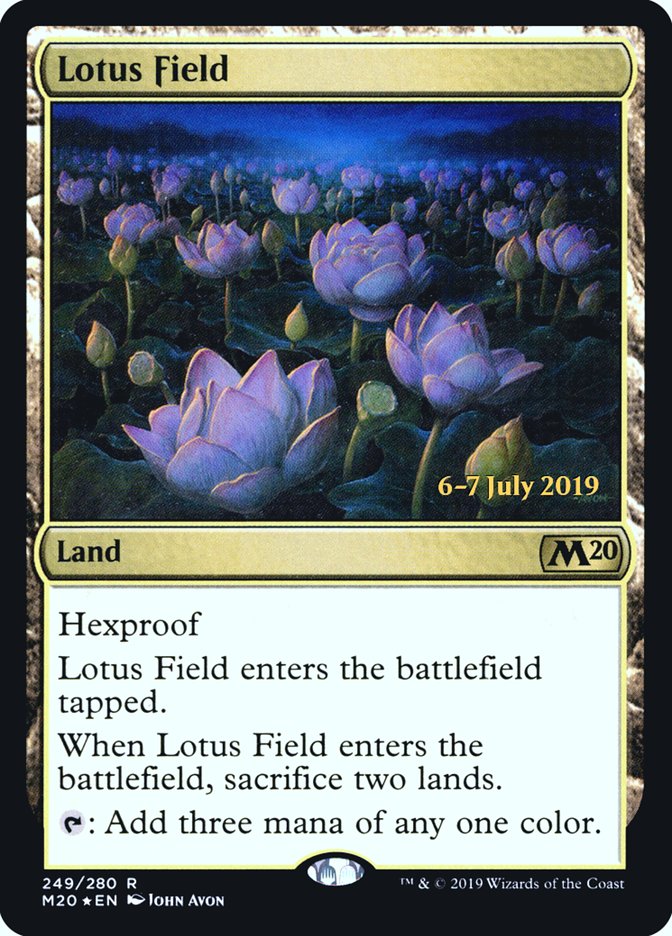 Lotus Field
6–7 July 2019
Land
M20
Hexproof
Lotus Field enters the battlefield
tapped.
When Lotus Field enters the
battlefield, sacrifice two lands.
: Add three mana of any one color.
249/280 R
M20 ★ EN John Avon
™ & © 2019 Wizards of the Coast